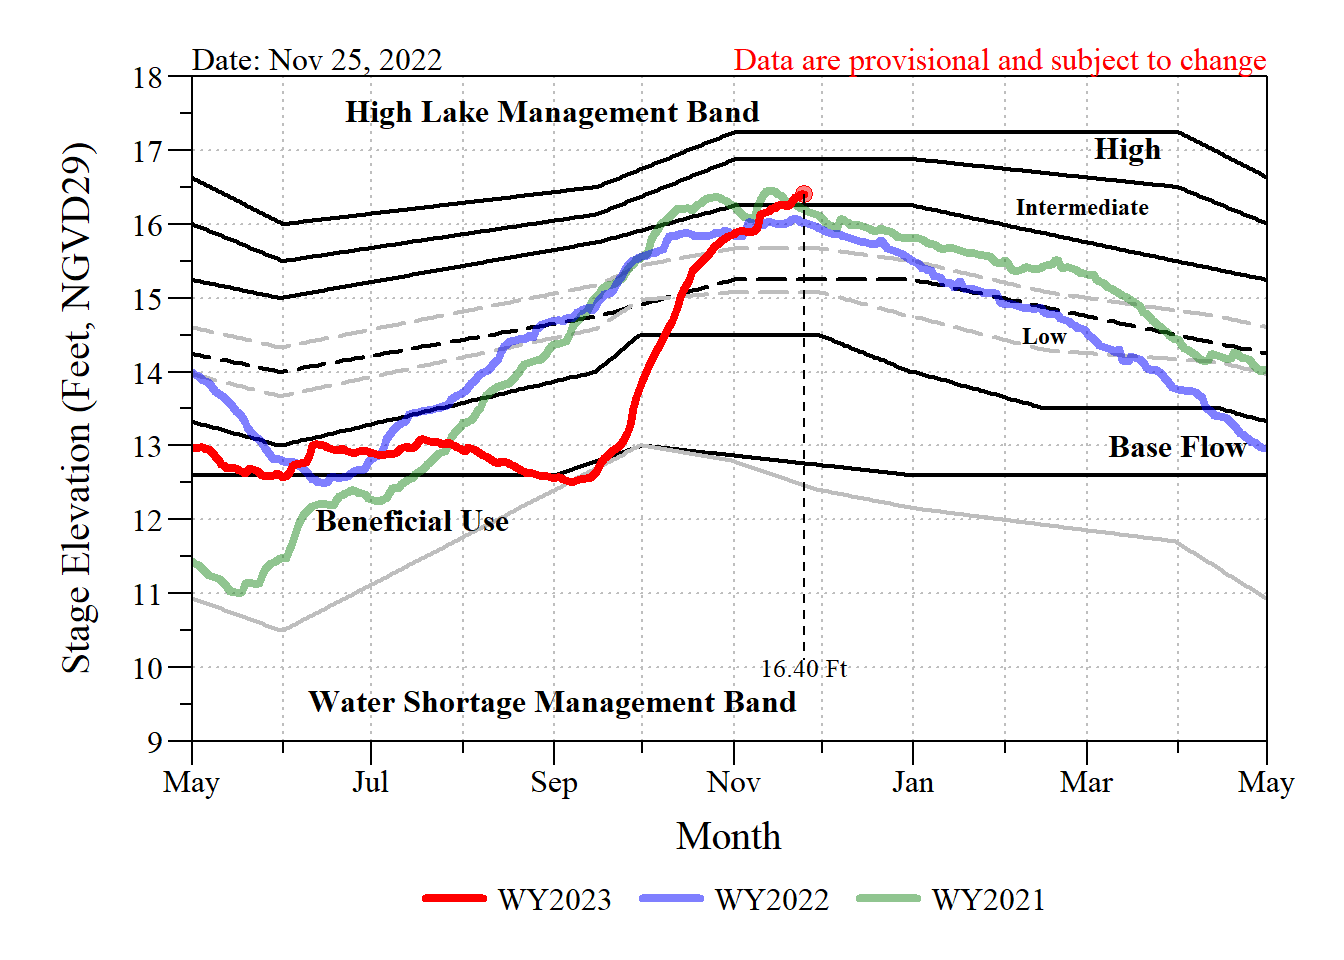 Date: Nov 25, 2022
Data are provisional and subject to change
18
17
16
15
14
13
12
11
10
9
Stage Elevation (Feet, NGVD29)
High Lake Management Band
High
Intermediate
Low
Base Flow
Beneficial Use
16.40 Ft
Water Shortage Management Band
May
Jul
Sep
Nov
Jan
Mar
May
Month
WY2023
WY2022
WY2021